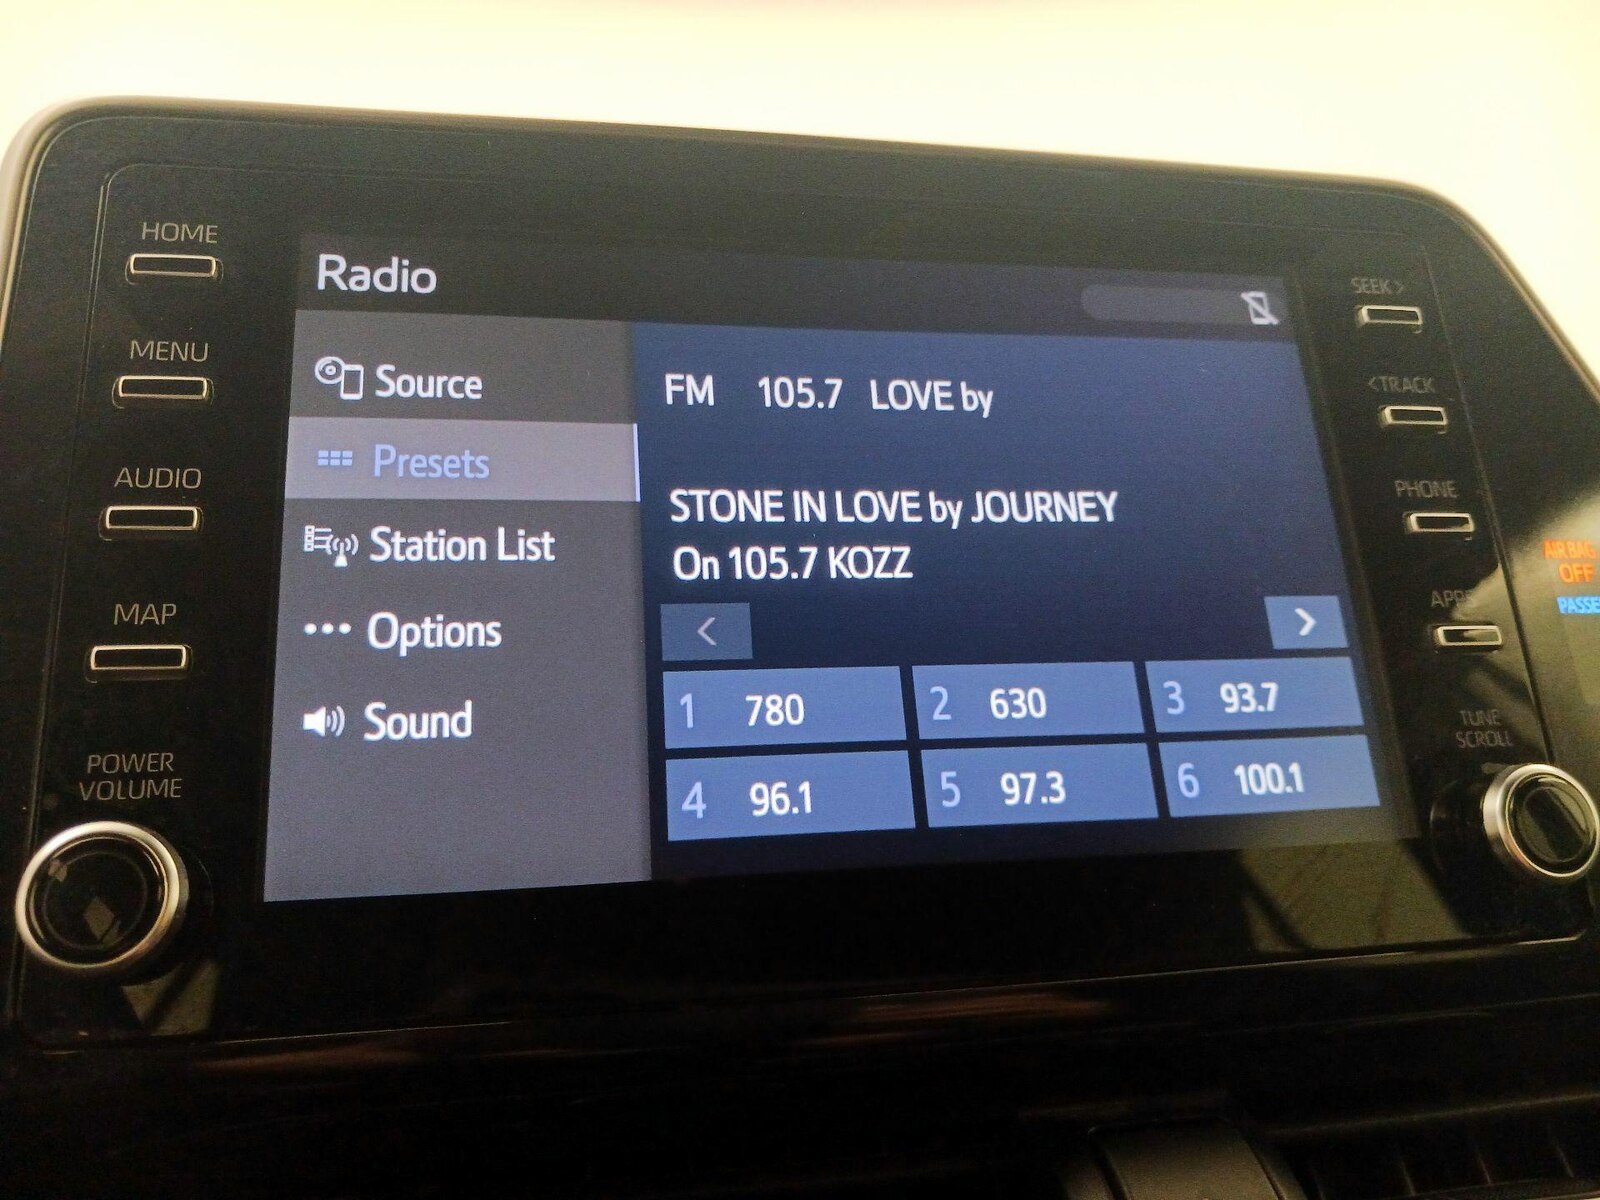 HOME
MENU
AUDIO
MAP
POWER
VOLUME
Radio
Source
Presets
Station List
Options
Sound
FM 105.7 LOVE by
STONE IN LOVE by JOURNEY
On 105.7 KOZZ
<
>
1 780
2 630
3 93.7
4 96.1
5 97.3
6 100.1
SEEK >
< TRACK
PHONE
APPS
TUNE
SCROLL
AIRBAG
OFF